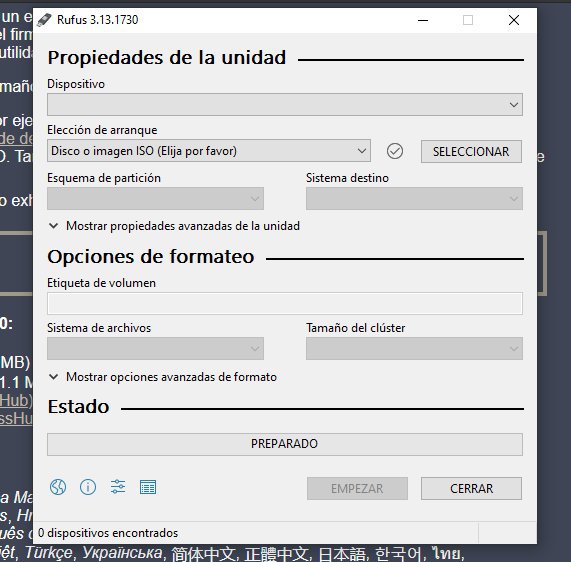 Rufus 3.13.1730
Propiedades de la unidad
Dispositivo
Elección de arranque
Disco o imagen ISO (Elija por favor)
SELECCIONAR
Esquema de partición
Sistema destino
Mostrar propiedades avanzadas de la unidad
Opciones de formateo
Etiqueta de volumen
Sistema de archivos
Tamaño del clúster
Mostrar opciones avanzadas de formato
Estado
PREPARADO
EMPEZAR
CERRAR
0 dispositivos encontrados
un e
el firm
utilida
maño
or eje
de de
O. Ta
e
o exh
0:
MB)
1.1 M
Hub)
ssHu
a Ma
s, Hr
uês
Việt, Türkçe, Українська, 简体中文, 正體中文, 日本語, 한국어, ไทย,